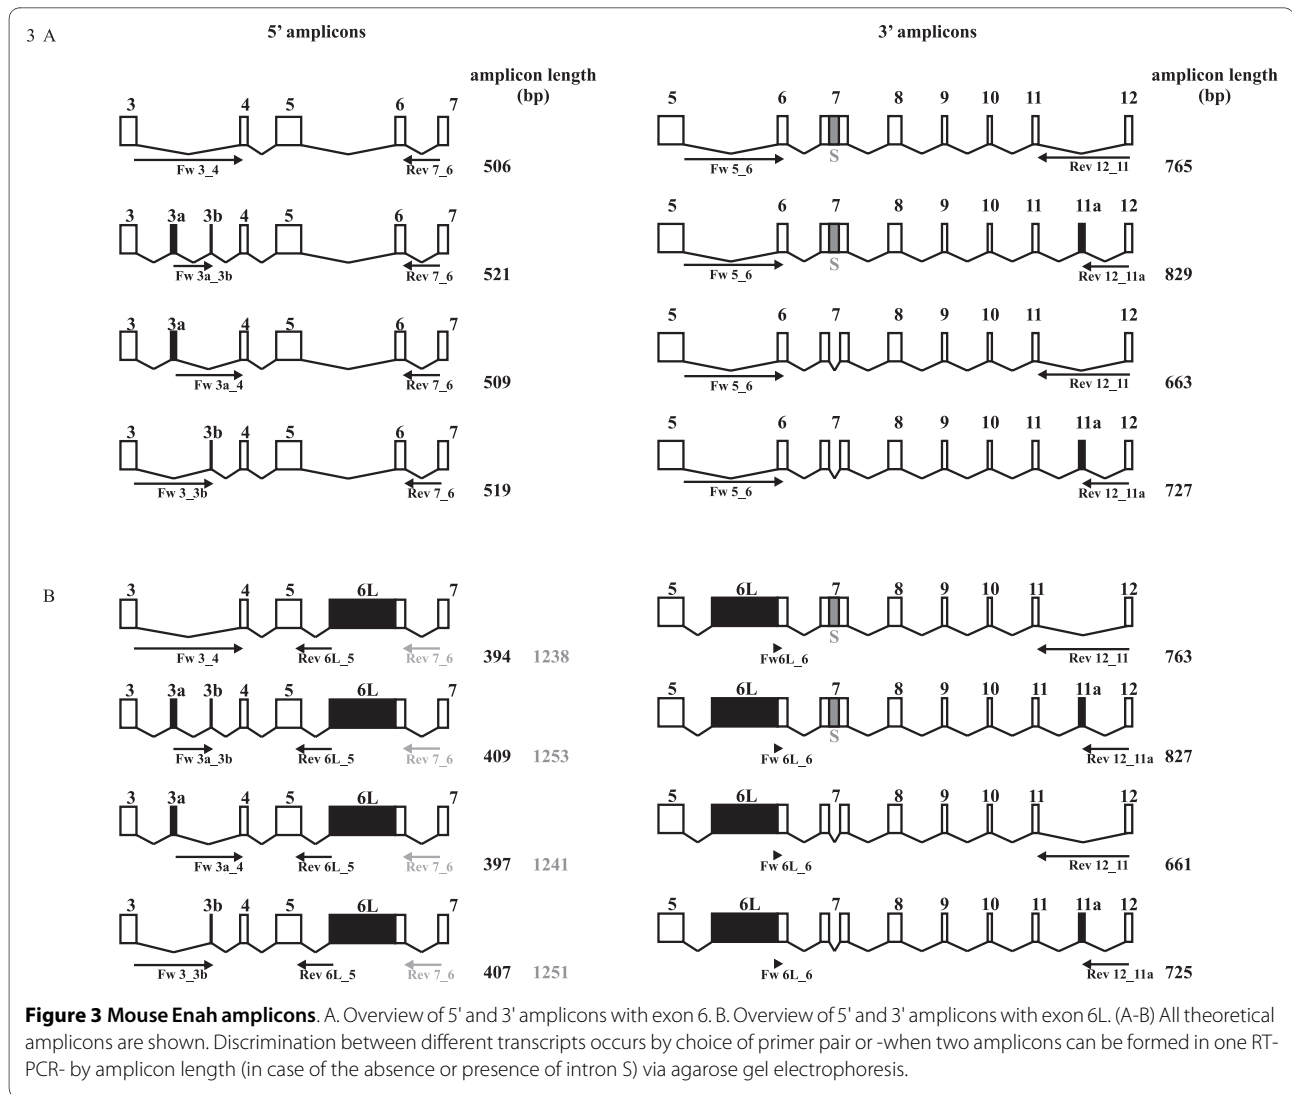 3 A
5' amplicons
3' amplicons
amplicon length
(bp)
amplicon length
(bp)
3 4 5 6 7
Fw 3_4 Rev 7_6 506
5 6 7 8 9 10 11 12
S
Fw 5_6 Rev 12_11 765
3 3a 3b 4 5 6 7
Fw 3a_3b Rev 7_6 521
5 6 7 8 9 10 11 11a 12
S
Fw 5_6 Rev 12_11a 829
3 3a 4 5 6 7
Fw 3a_4 Rev 7_6 509
5 6 7 8 9 10 11 12
Fw 5_6 Rev 12_11 663
3 3b 4 5 6 7
Fw 3_3b Rev 7_6 519
5 6 7 8 9 10 11 11a 12
Fw 5_6 Rev 12_11a 727
B
3 4 5 6L 7
Fw 3_4 Rev 6L_5 Rev 7_6 394 1238
5 6L 7 8 9 10 11 12
S
Fw6L_6 Rev 12_11 763
3 3a 3b 4 5 6L 7
Fw 3a_3b Rev 6L_5 Rev 7_6 409 1253
5 6L 7 8 9 10 11 11a 12
S
Fw 6L_6 Rev 12_11a 827
3 3a 4 5 6L 7
Fw 3a_4 Rev 6L_5 Rev 7_6 397 1241
5 6L 7 8 9 10 11 12
Fw 6L_6 Rev 12_11 661
3 3b 4 5 6L 7
Fw 3_3b Rev 6L_5 Rev 7_6 407 1251
5 6L 7 8 9 10 11 11a 12
Fw 6L_6 Rev 12_11a 725
Figure 3 Mouse Enah amplicons. A. Overview of 5' and 3' amplicons with exon 6. B. Overview of 5' and 3' amplicons with exon 6L. (A-B) All theoretical
amplicons are shown. Discrimination between different transcripts occurs by choice of primer pair or -when two amplicons can be formed in one RT-
PCR- by amplicon length (in case of the absence or presence of intron S) via agarose gel electrophoresis.